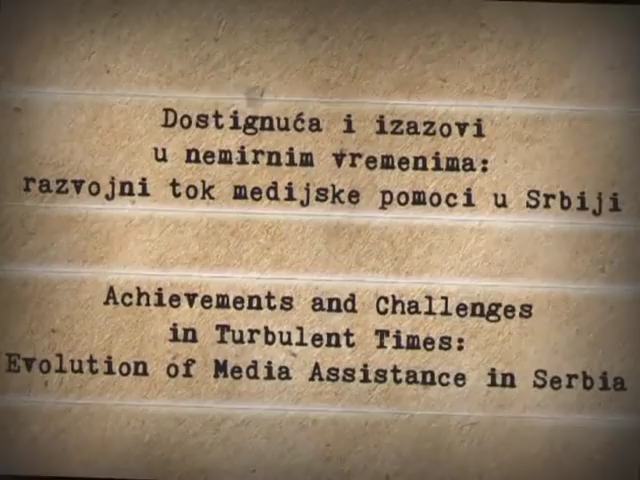 Dostignuća i izazovi
u nemirnim vremenima:
razvojni tok medijske pomoci u Srbiji
Achievements and Challenges
in Turbulent Times:
Evolution of Media Assistance in Serbia